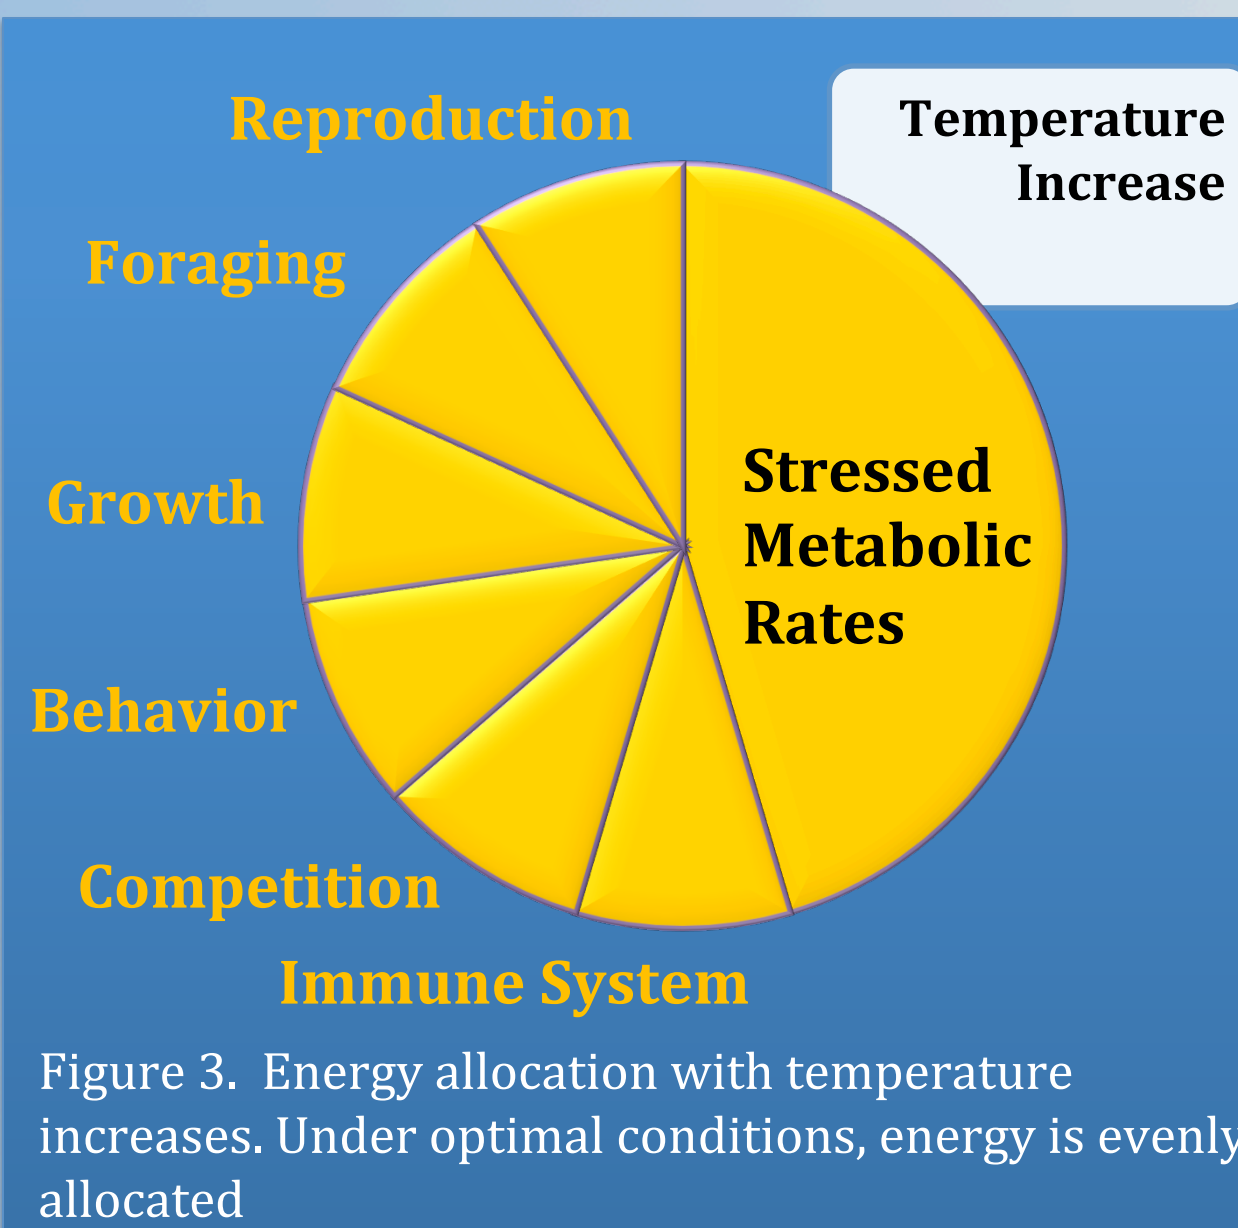 Reproduction
Temperature
Increase
Foraging
Stressed
Metabolic
Rates
Growth
Behavior
Competition
Immune System
Figure 3.  Energy allocation with temperature
increases. Under optimal conditions, energy is evenly
allocated